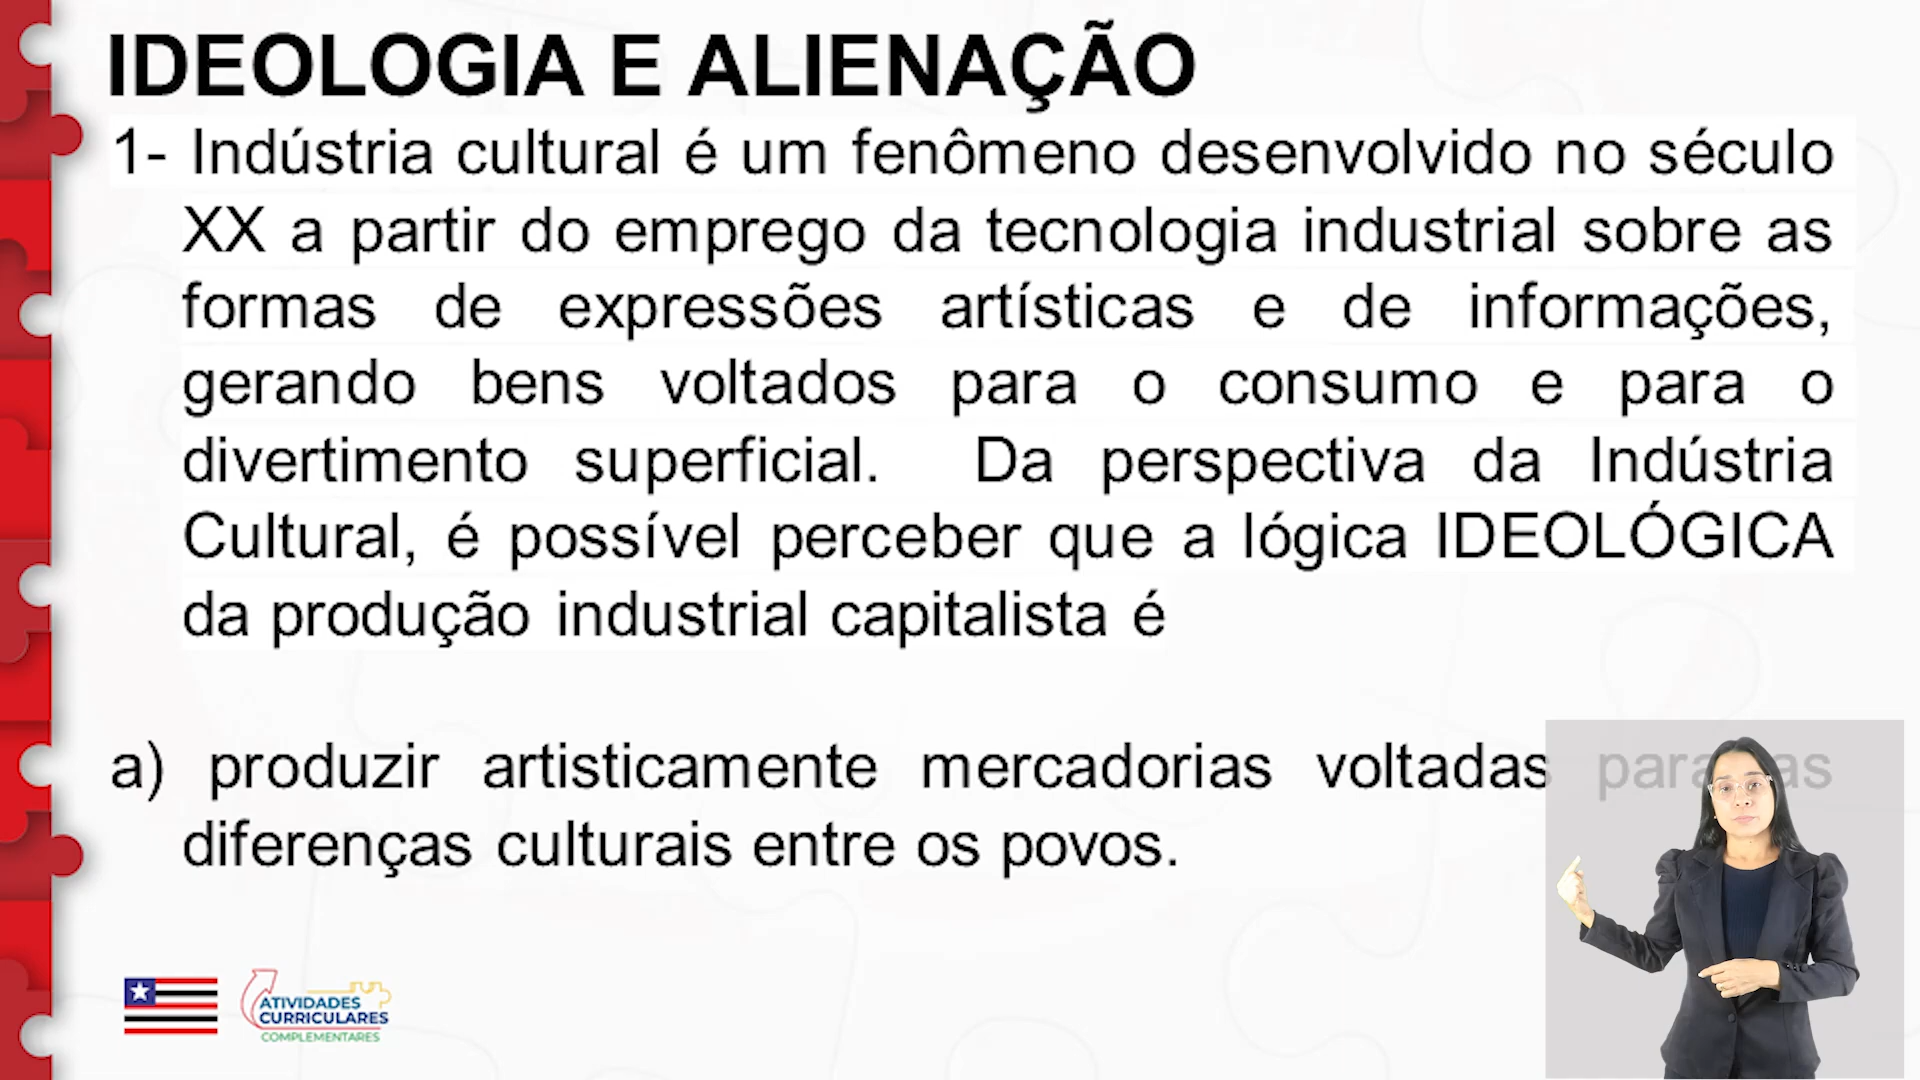 IDEOLOGIA E ALIENAÇÃO
1- Indústria cultural é um fenômeno desenvolvido no século
XX a partir do emprego da tecnologia industrial sobre as
formas de expressões artísticas e de informações,
gerando bens voltados para o consumo e para o
divertimento superficial. Da perspectiva da Indústria
Cultural, é possível perceber que a lógica IDEOLÓGICA
da produção industrial capitalista é
a) produzir artisticamente mercadorias voltadas para as
diferenças culturais entre os povos.
ATIVIDADES
CURRICULARES
COMPLEMENTARES